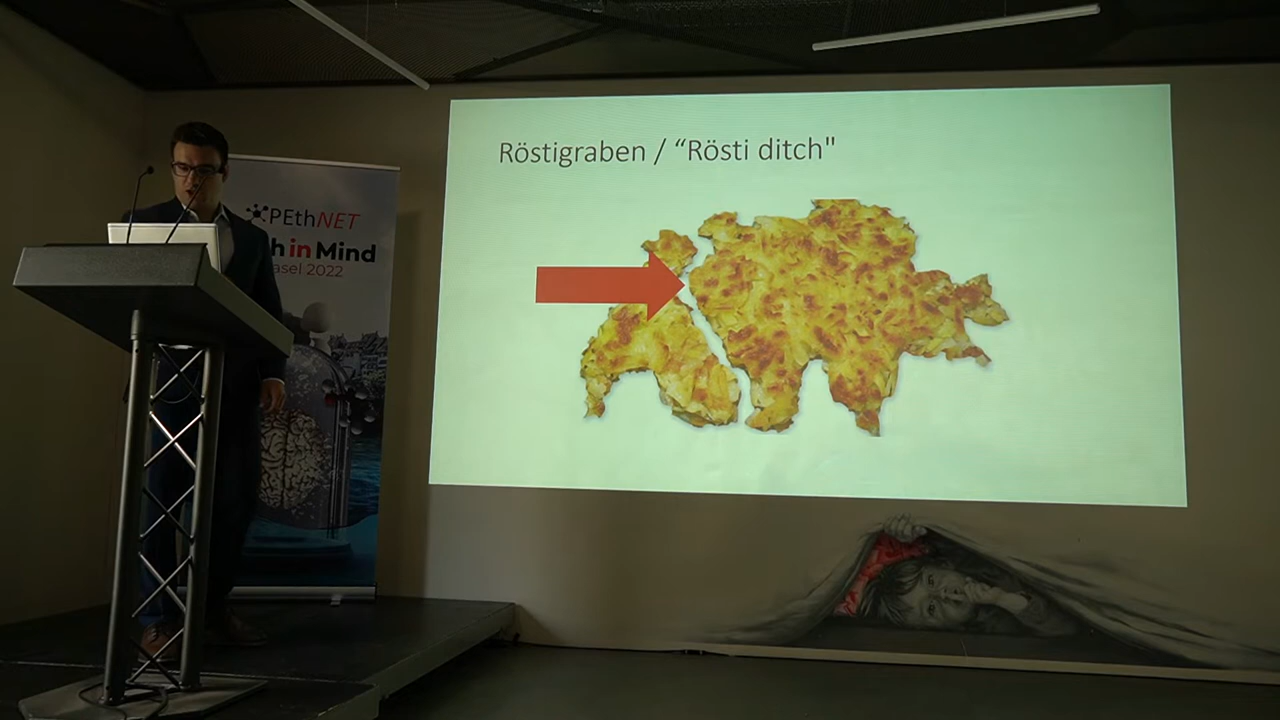 Röstigraben / “Rösti ditch"
PEthNET
h in Mind
asel 2022